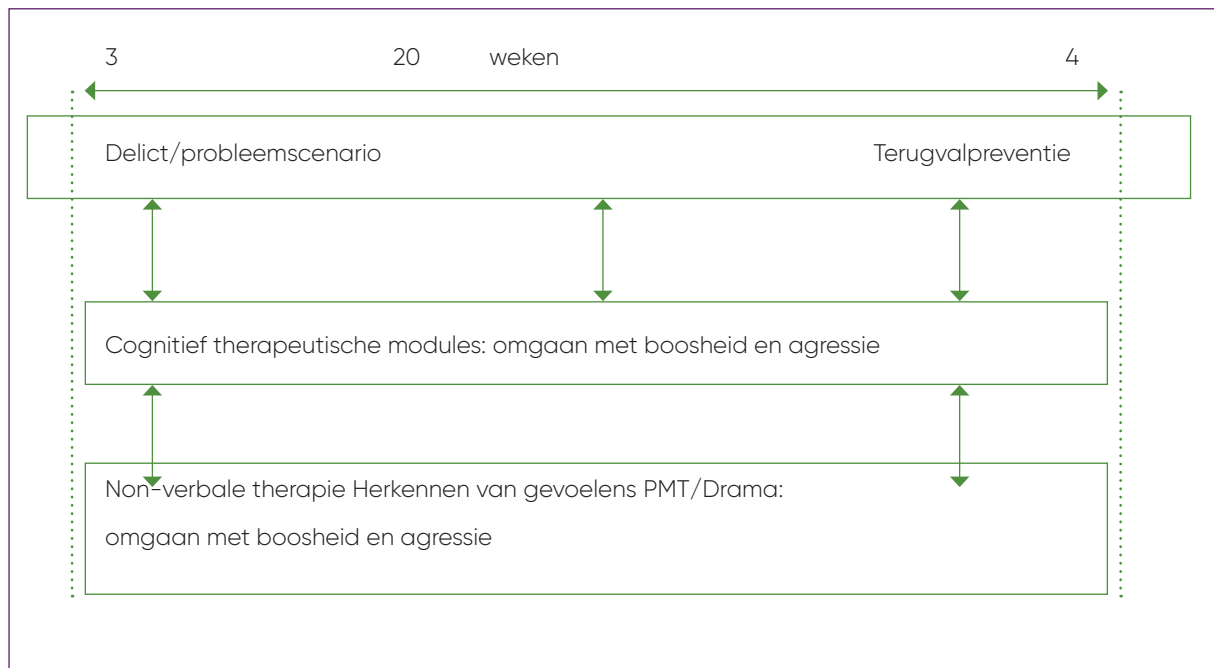 3 20 weken 4
Delict/probleemscenario Terugvalpreventie
Cognitief therapeutische modules: omgaan met boosheid en agressie
Non-verbale therapie Herkennen van gevoelens PMT/Drama:
omgaan met boosheid en agressie